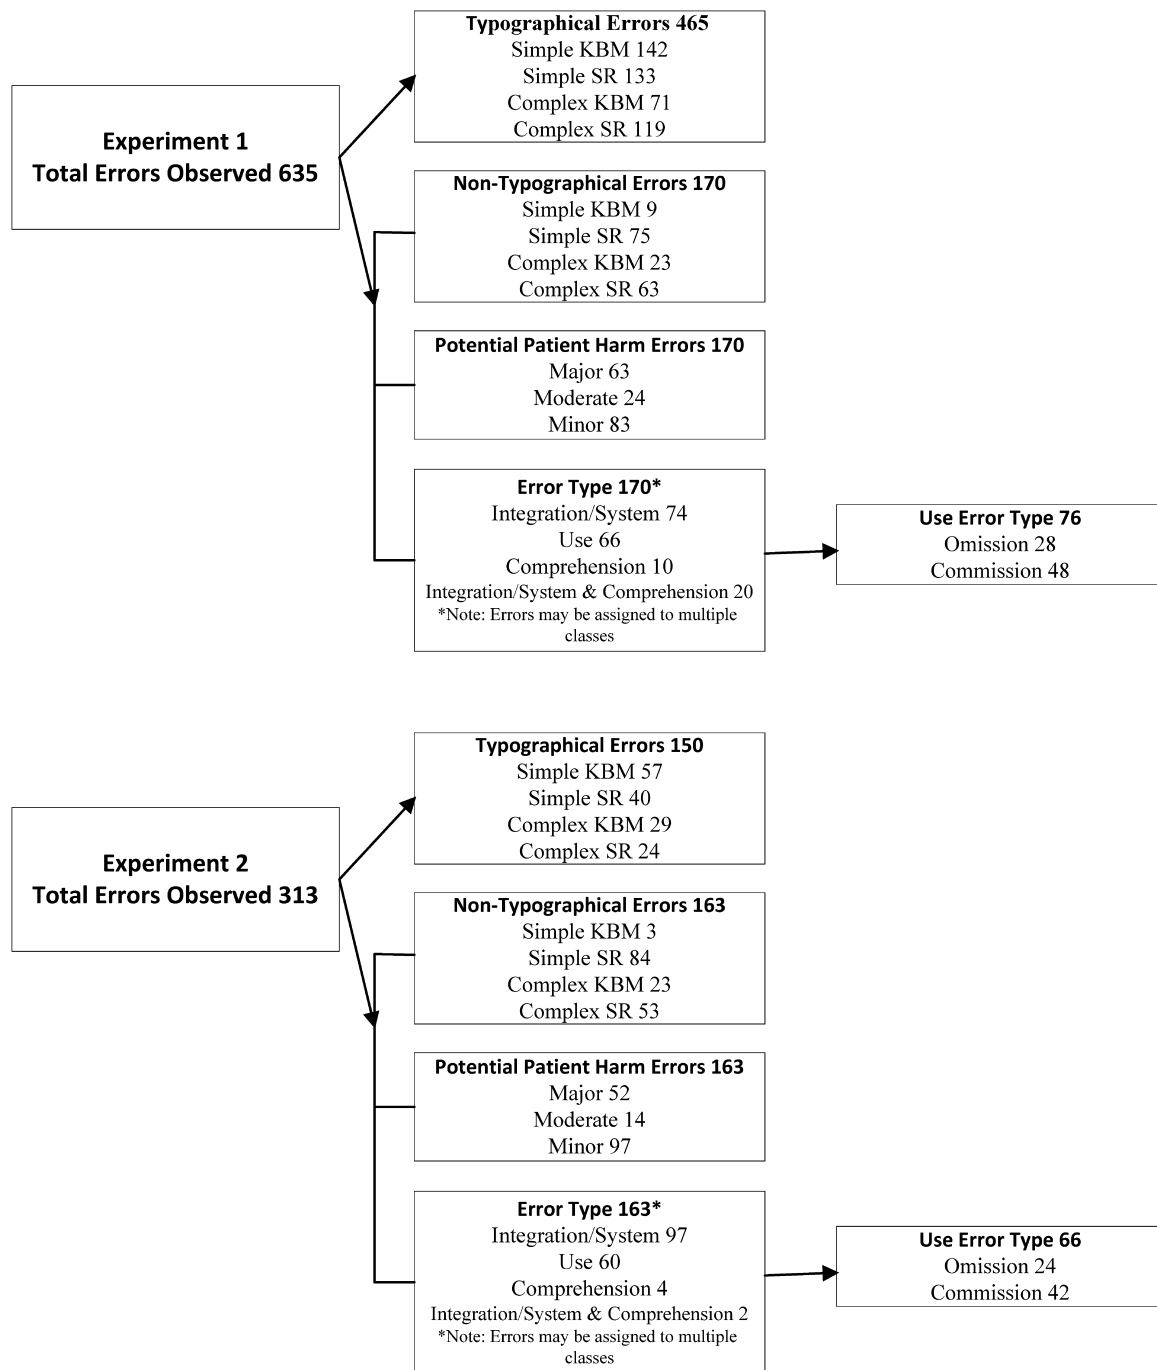 Experiment 1
Total Errors Observed 635
Typographical Errors 465
Simple KBM 142
Simple SR 133
Complex KBM 71
Complex SR 119
Non-Typographical Errors 170
Simple KBM 9
Simple SR 75
Complex KBM 23
Complex SR 63
Potential Patient Harm Errors 170
Major 63
Moderate 24
Minor 83
Error Type 170*
Integration/System 74
Use 66
Comprehension 10
Integration/System & Comprehension 20
*Note: Errors may be assigned to multiple
classes
Use Error Type 76
Omission 28
Commission 48
Experiment 2
Total Errors Observed 313
Typographical Errors 150
Simple KBM 57
Simple SR 40
Complex KBM 29
Complex SR 24
Non-Typographical Errors 163
Simple KBM 3
Simple SR 84
Complex KBM 23
Complex SR 53
Potential Patient Harm Errors 163
Major 52
Moderate 14
Minor 97
Error Type 163*
Integration/System 97
Use 60
Comprehension 4
Integration/System & Comprehension 2
*Note: Errors may be assigned to multiple
classes
Use Error Type 66
Omission 24
Commission 42